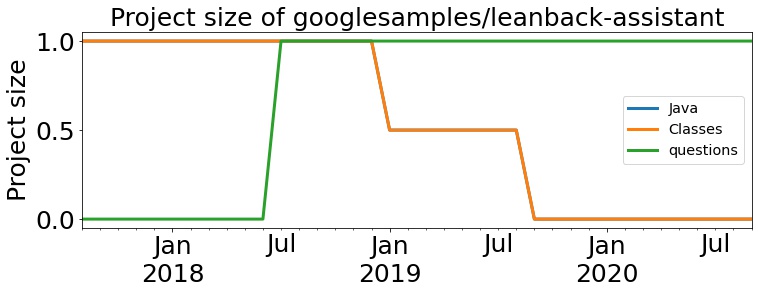 Project size of googlesamples/leanback-assistant
Project size
1.0
0.5
0.0
Java
Classes
questions
Jan Jul Jan Jul Jan Jul
2018 2019 2020